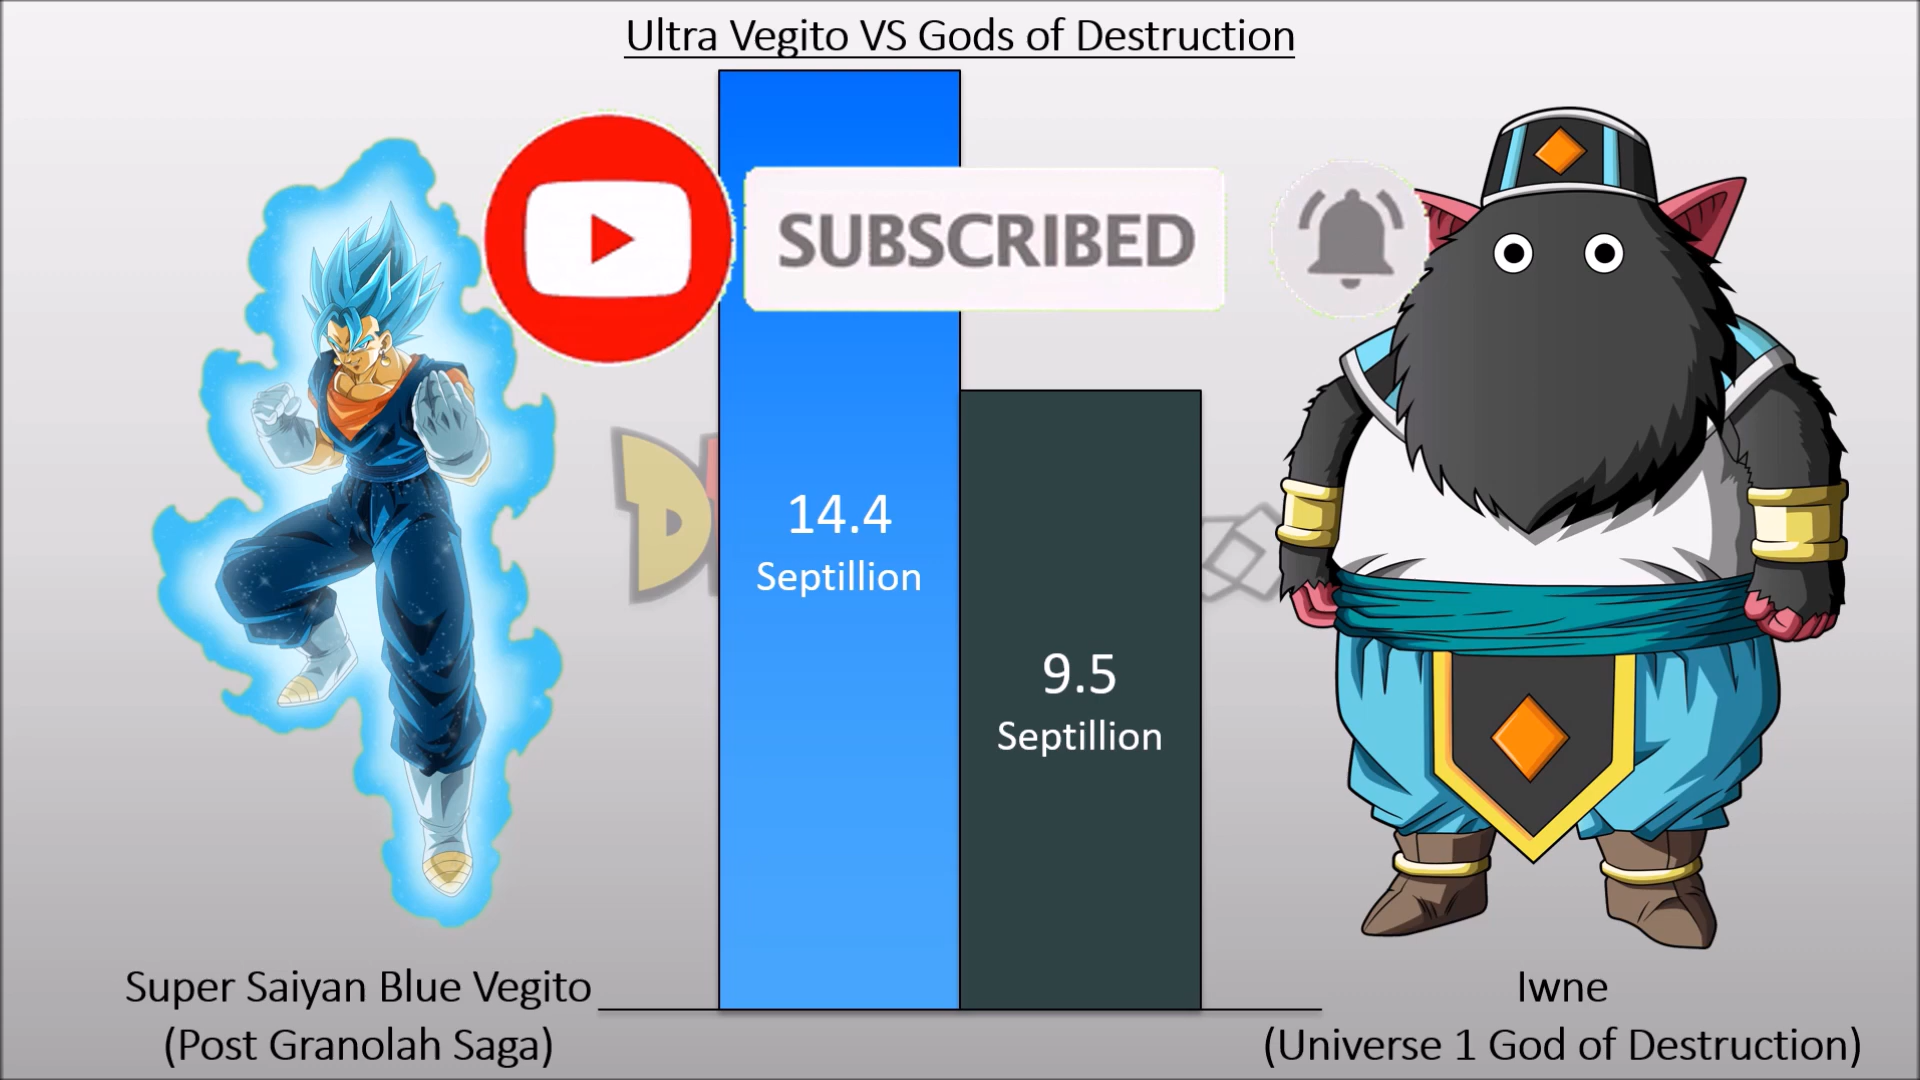 Ultra Vegito VS Gods of Destruction
SUBSCRIBED
D
14.4
Septillion
9.5
Septillion
Super Saiyan Blue Vegito
(Post Granolah Saga)
Iwne
(Universe 1 God of Destruction)